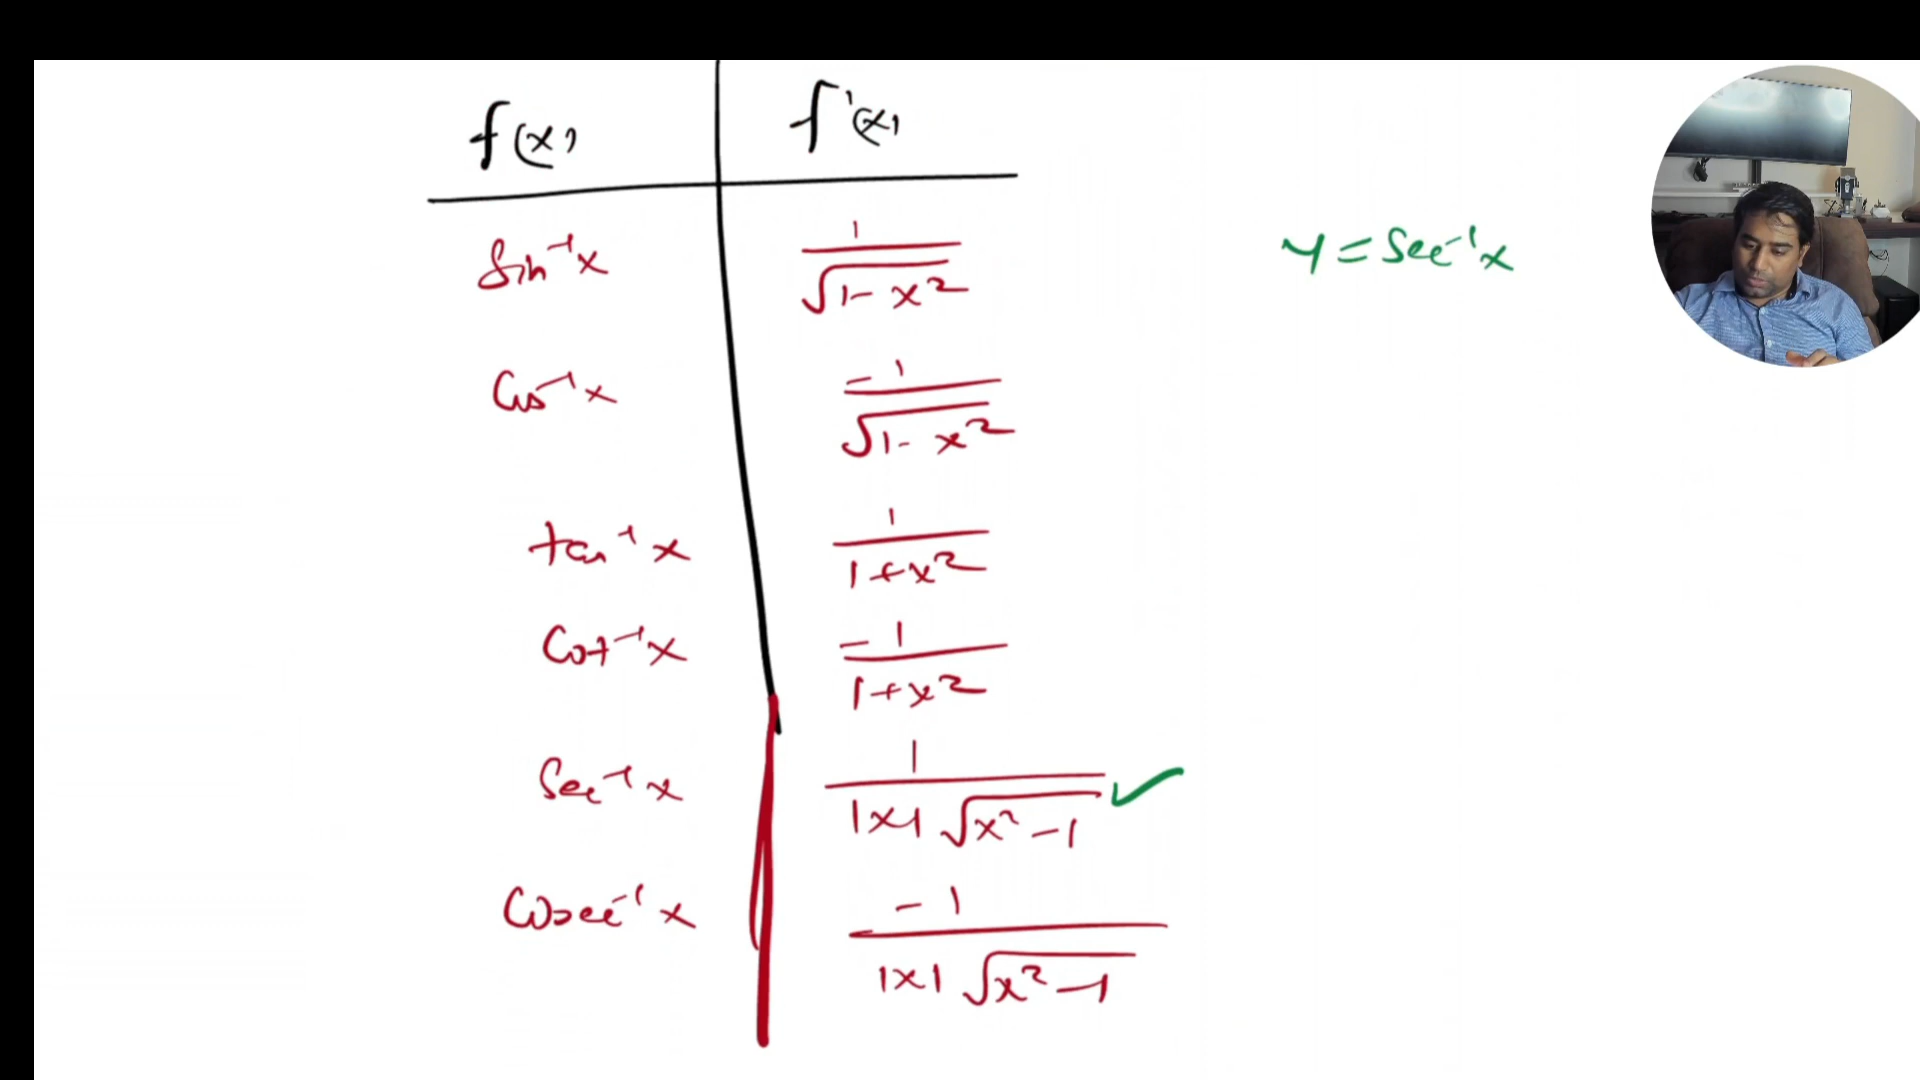 f(x) f'(x)
sin⁻¹x 1/√(1-x²) y = sec⁻¹x
cos⁻¹x -1/√(1-x²)
tan⁻¹x 1/(1+x²)
cot⁻¹x -1/(1+x²)
sec⁻¹x 1/(|x|√(x²-1)) ✓
cosec⁻¹x -1/(|x|√(x²-1))